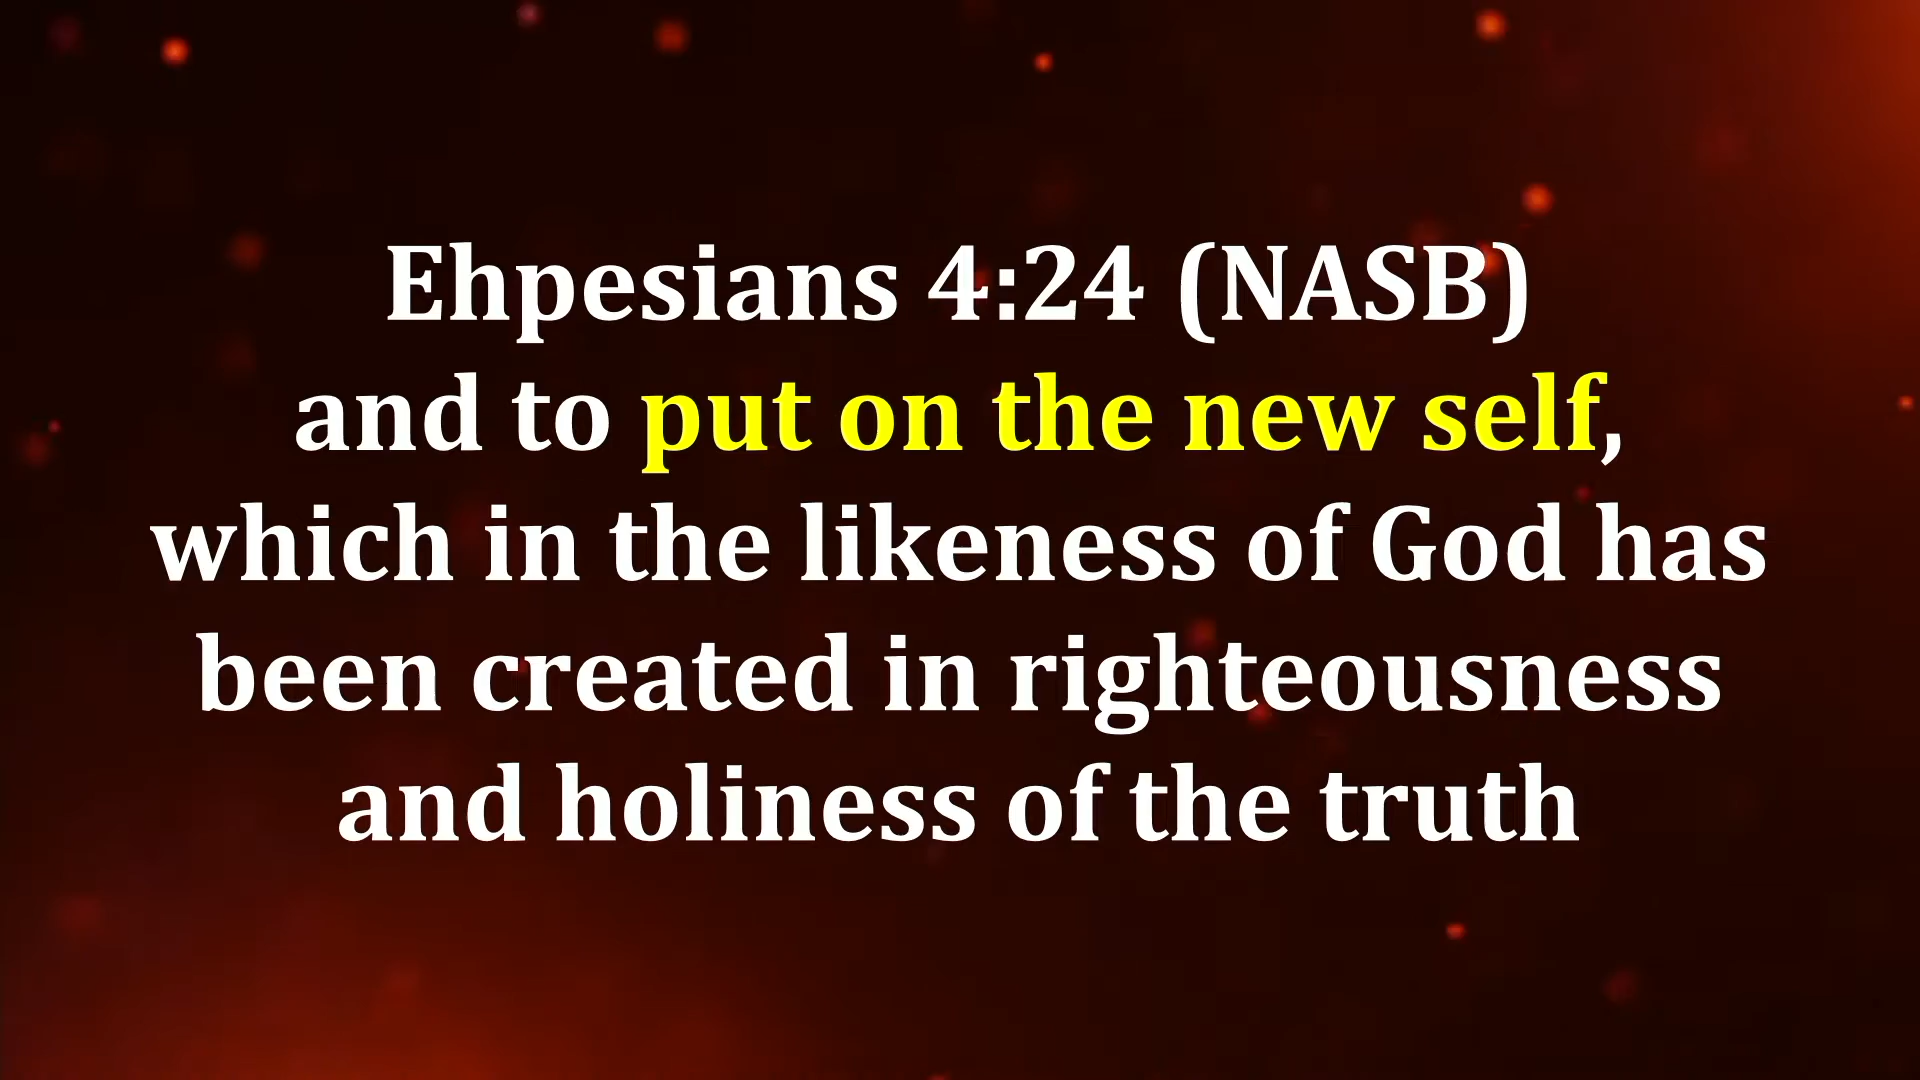 Ehpesians 4:24 (NASB)
and to put on the new self,
which in the likeness of God has
been created in righteousness
and holiness of the truth